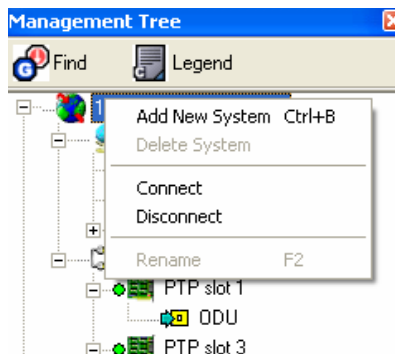 Management Tree
Find Legend
1
Add New System Ctrl+B
Delete System
Connect
Disconnect
Rename F2
PTP slot 1
ODU
PTP slot 3